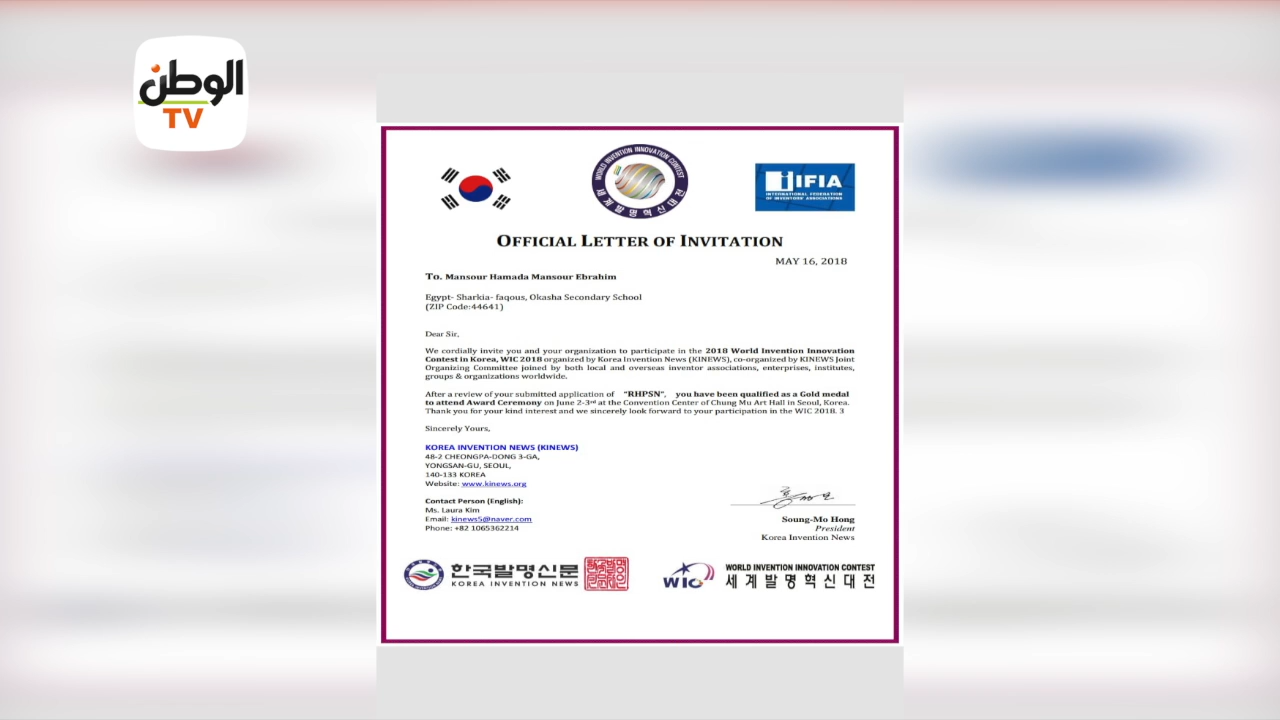 الوطن
TV
WORLD INVENTION INNOVATION CONTEST
세계발명혁신대전
IFIA
INTERNATIONAL FEDERATION
OF INVENTORS' ASSOCIATIONS
OFFICIAL LETTER OF INVITATION
MAY 16, 2018
To. Mansour Hamada Mansour Ebrahim
Egypt- Sharkia- faqous, Okasha Secondary School
(ZIP Code:44641)
Dear Sir,
We cordially invite you and your organization to participate in the 2018 World Invention Innovation
Contest in Korea, WIC 2018 organized by Korea Invention News (KINEWS), co-organized by KINEWS Joint
Organizing Committee joined by both local and overseas inventor associations, enterprises, institutes,
groups & organizations worldwide.
After a review of your submitted application of "RHPSN", you have been qualified as a Gold medal
to attend Award Ceremony on June 2-3rd at the Convention Center of Chung Mu Art Hall in Seoul, Korea.
Thank you for your kind interest and we sincerely look forward to your participation in the WIC 2018. 3
Sincerely Yours,
KOREA INVENTION NEWS (KINEWS)
48-2 CHEONGPA-DONG 3-GA,
YONGSAN-GU, SEOUL,
140-133 KOREA
Website: www.kinews.org
Contact Person (English):
Ms. Laura Kim
Email: kinews5@naver.com
Phone: +82 1065362214
Soung-Mo Hong
President
Korea Invention News
한국발명신문
KOREA INVENTION NEWS
WIC
WORLD INVENTION INNOVATION CONTEST
세계발명혁신대전